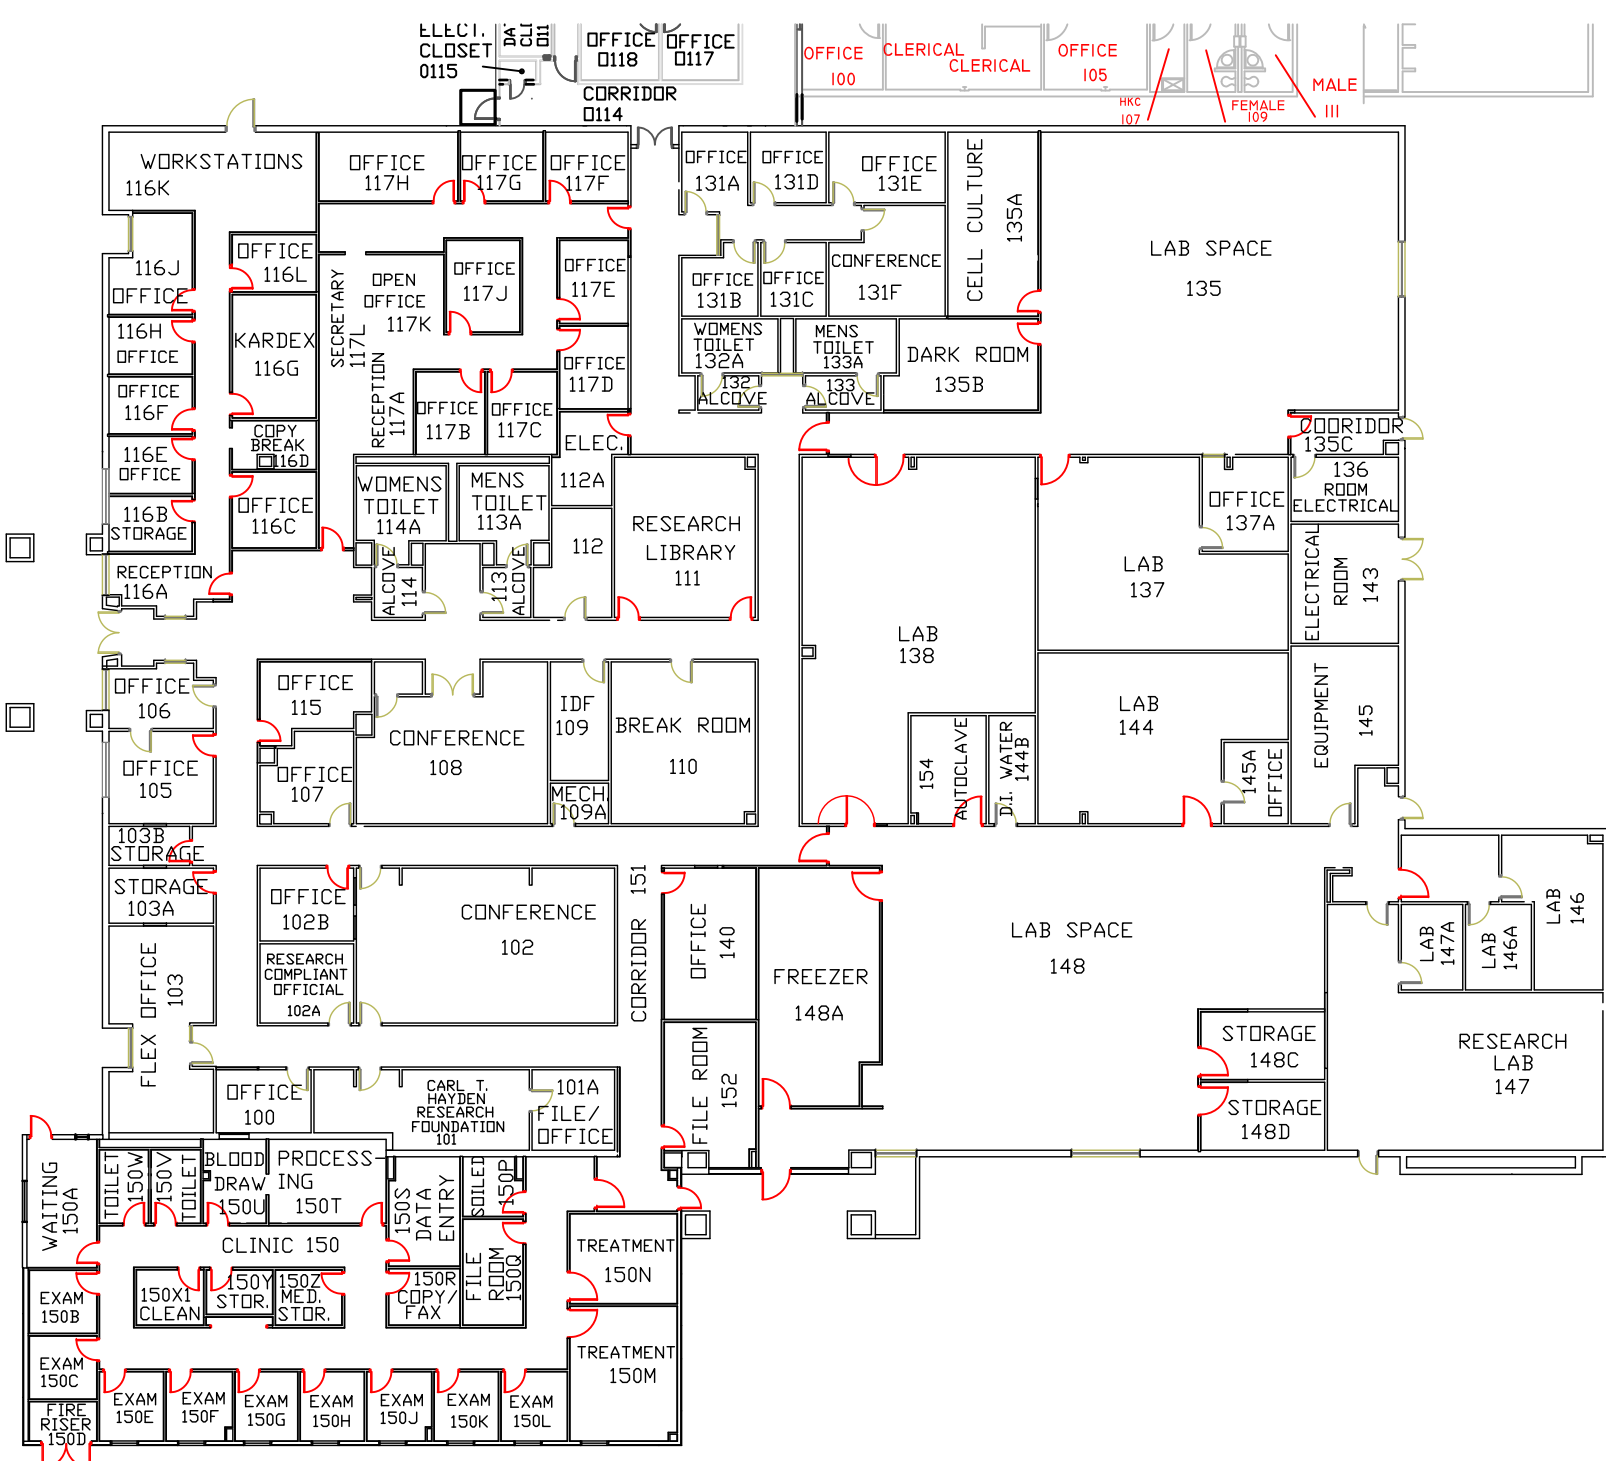 ELECT.
CLOSET
0115
OFFICE
0118
OFFICE
0117
CORRIDOR
0114
OFFICE
100
CLERICAL
CLERICAL
OFFICE
105
HKC
107
FEMALE
109
MALE
111
WORKSTATIONS
116K
OFFICE
117H
OFFICE
117G
OFFICE
117F
OFFICE
131A
OFFICE
131D
OFFICE
131E
CELL CULTURE
135A
LAB SPACE
135
116J
OFFICE
OFFICE
116L
SECRETARY
117L
OPEN
OFFICE
117K
OFFICE
117J
OFFICE
117E
OFFICE
131B
OFFICE
131C
CONFERENCE
131F
116H
OFFICE
KARDEX
116G
RECEPTION
117A
OFFICE
117D
WOMENS
TOILET
132A
MENS
TOILET
133A
DARK ROOM
135B
132
ALCOVE
133
ALCOVE
OFFICE
116F
COPY
BREAK
116D
OFFICE
117B
OFFICE
117C
ELEC.
112A
COORIDOR
135C
116E
OFFICE
116B
STORAGE
OFFICE
116C
WOMENS
TOILET
114A
MENS
TOILET
113A
RESEARCH
LIBRARY
111
112
OFFICE
137A
136
ROOM
ELECTRICAL
RECEPTION
116A
ALCOVE
114
113
ALCOVE
LAB
137
ELECTRICAL
ROOM
143
LAB
138
OFFICE
106
OFFICE
115
CONFERENCE
108
IDF
109
BREAK ROOM
110
LAB
144
EQUIPMENT
145
OFFICE
105
OFFICE
107
MECH.
109A
154
AUTOCLAVE
D.I. WATER
144B
145A
OFFICE
103B
STORAGE
STORAGE
103A
OFFICE
102B
CONFERENCE
102
CORRIDOR 151
OFFICE
140
FREEZER
148A
LAB SPACE
148
LAB
146
LAB
147A
LAB
146A
FLEX OFFICE
103
RESEARCH
COMPLIANT
OFFICIAL
102A
FILE ROOM
152
STORAGE
148C
STORAGE
148D
RESEARCH
LAB
147
OFFICE
100
CARL T.
HAYDEN
RESEARCH
FOUNDATION
101
101A
FILE/
OFFICE
WAITING
150A
TOILET
150W
150V
TOILET
BLOOD
DRAW
150U
PROCESS-
ING
150T
150S
DATA
ENTRY
SOILED
150P
CLINIC 150
FILE
ROOM
150Q
TREATMENT
150N
EXAM
150B
150X1
CLEAN
150Y
STOR.
150Z
MED.
STOR.
150R
COPY/
FAX
EXAM
150C
TREATMENT
150M
FIRE
RISER
150D
EXAM
150E
EXAM
150F
EXAM
150G
EXAM
150H
EXAM
150J
EXAM
150K
EXAM
150L